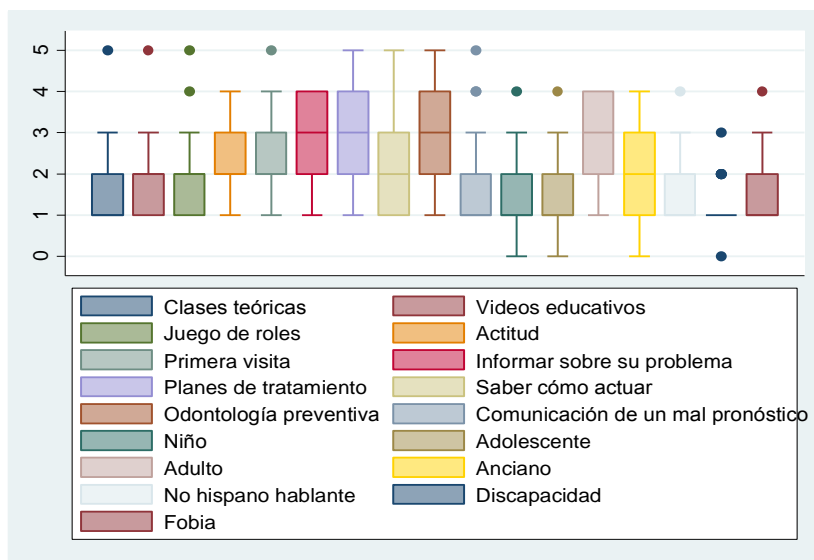 5
4
3
2
1
0
Clases teóricas Videos educativos
Juego de roles Actitud
Primera visita Informar sobre su problema
Planes de tratamiento Saber cómo actuar
Odontología preventiva Comunicación de un mal pronóstico
Niño Adolescente
Adulto Anciano
No hispano hablante Discapacidad
Fobia